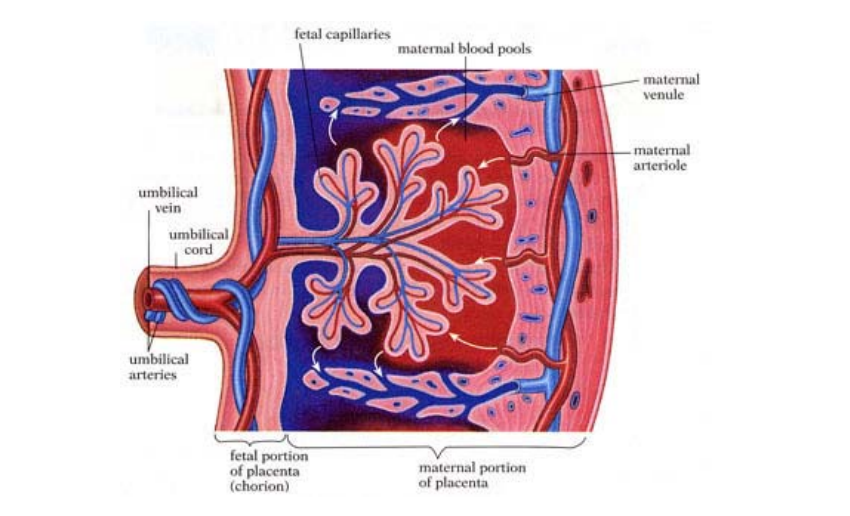 fetal capillaries
maternal blood pools
maternal
venule
maternal
arteriole
umbilical
vein
umbilical
cord
umbilical
arteries
fetal portion
of placenta
(chorion)
maternal portion
of placenta